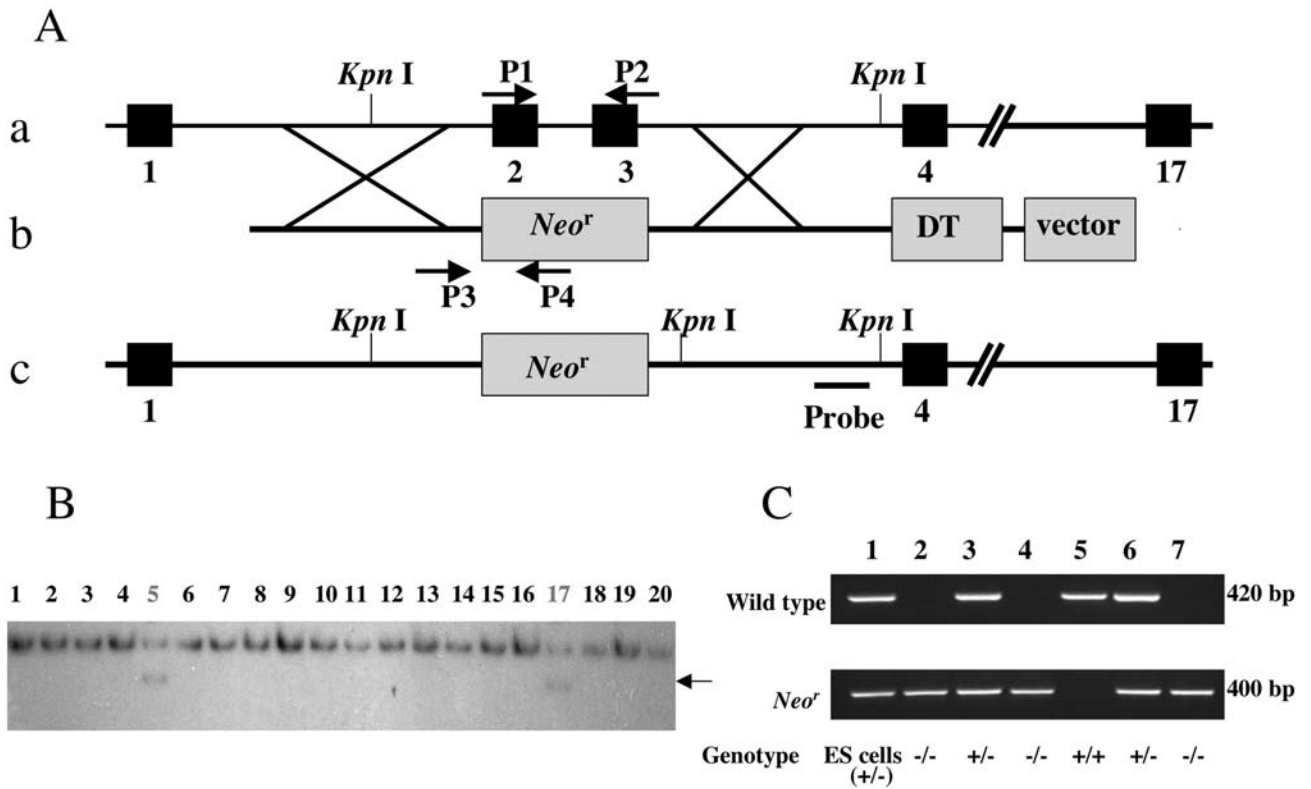 A
Kpn I P1 P2 Kpn I
a
1 2 3 4 17
b Neoʳ DT vector
P3 P4
Kpn I Kpn I Kpn I
c Neoʳ
1 Probe 4 17
B
1 2 3 4 5 6 7 8 9 10 11 12 13 14 15 16 17 18 19 20
C
1 2 3 4 5 6 7
Wild type 420 bp
Neoʳ 400 bp
Genotype ES cells -/- +/- -/- +/+ +/- -/-
(+/-)